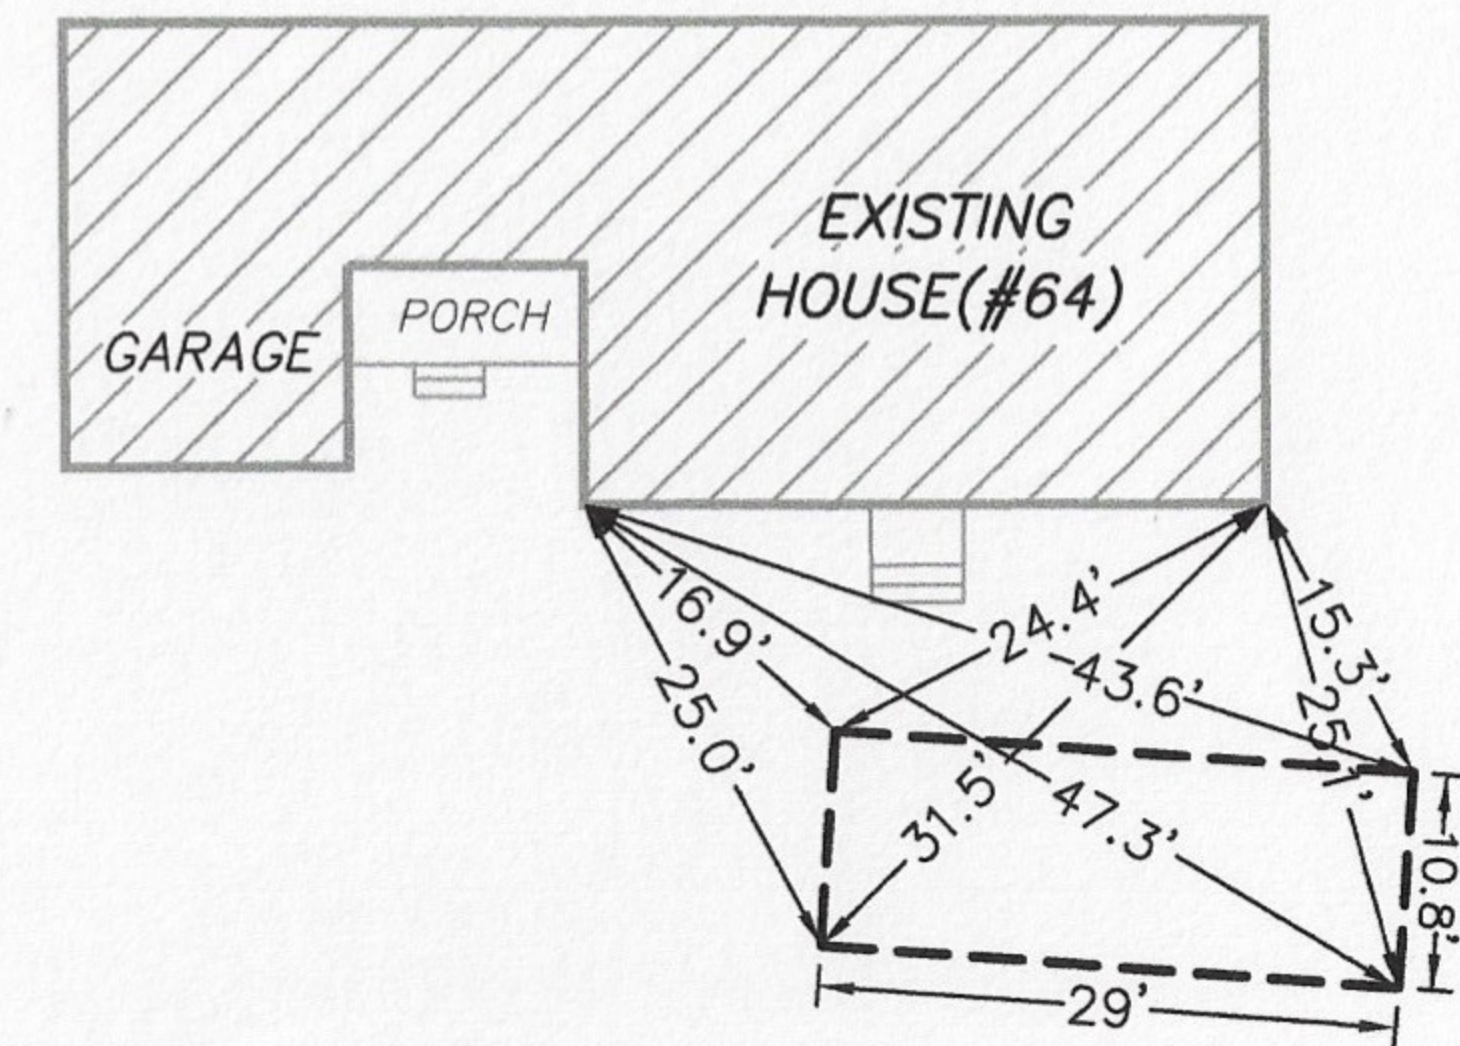 EXISTING
HOUSE(#64)
PORCH
GARAGE
16.9'
24.4'
15.3'
43.6'
25.0'
25.1'
31.5'
47.3'
10.8'
29'